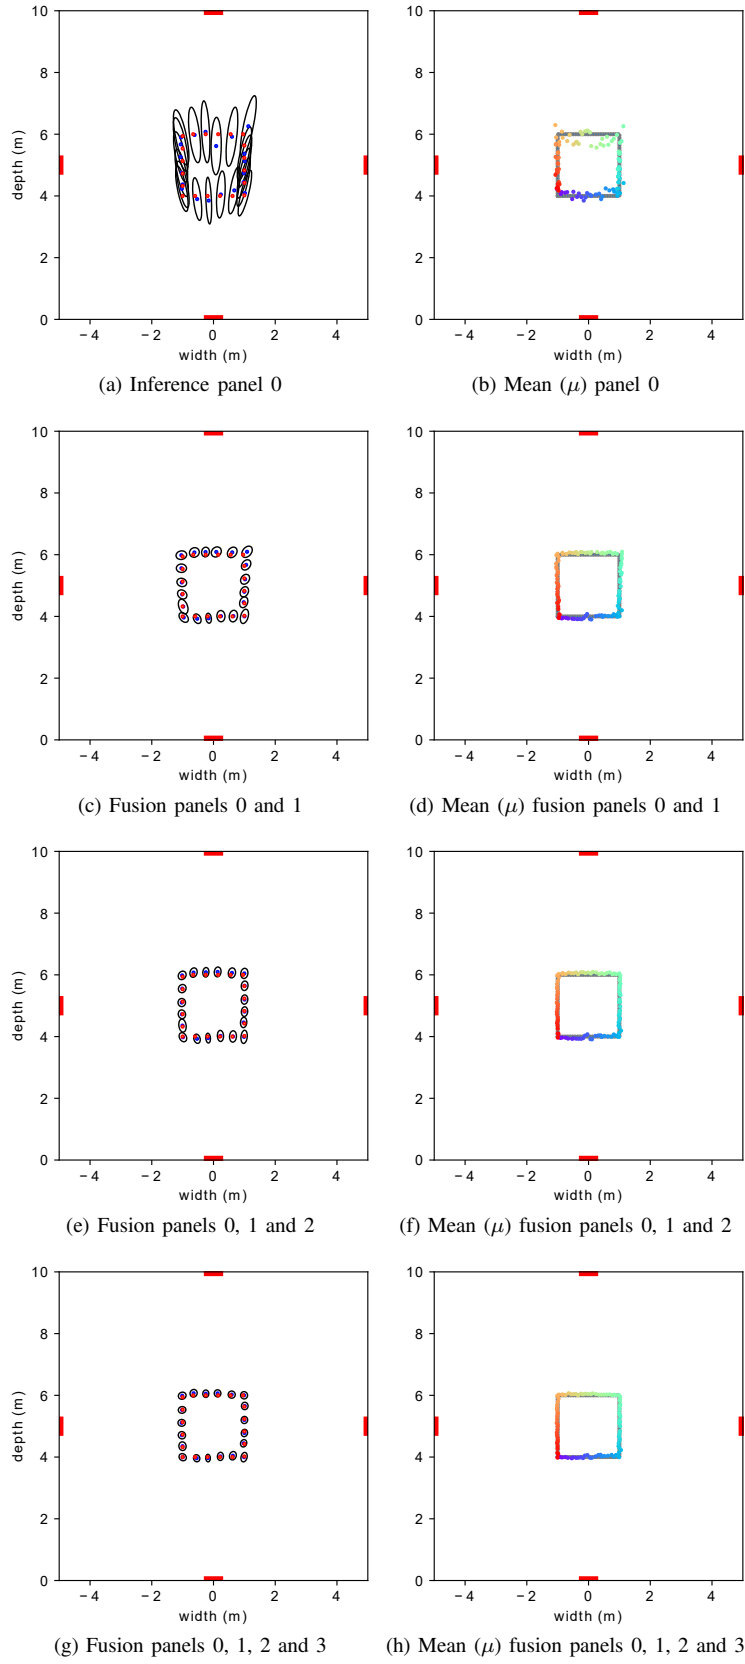 10
8
6
4
2
0
depth (m)
−4 −2 0 2 4
width (m)
(a) Inference panel 0
10
8
6
4
2
0
−4 −2 0 2 4
width (m)
(b) Mean (μ) panel 0
10
8
6
4
2
0
depth (m)
−4 −2 0 2 4
width (m)
(c) Fusion panels 0 and 1
10
8
6
4
2
0
−4 −2 0 2 4
width (m)
(d) Mean (μ) fusion panels 0 and 1
10
8
6
4
2
0
depth (m)
−4 −2 0 2 4
width (m)
(e) Fusion panels 0, 1 and 2
10
8
6
4
2
0
−4 −2 0 2 4
width (m)
(f) Mean (μ) fusion panels 0, 1 and 2
10
8
6
4
2
0
depth (m)
−4 −2 0 2 4
width (m)
(g) Fusion panels 0, 1, 2 and 3
10
8
6
4
2
0
−4 −2 0 2 4
width (m)
(h) Mean (μ) fusion panels 0, 1, 2 and 3